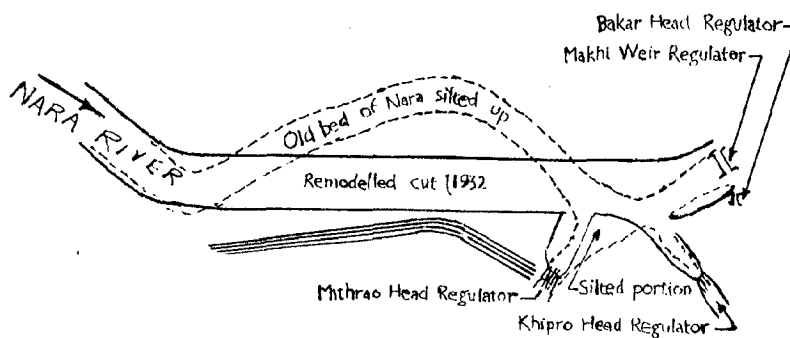 Bakar Head Regulator
Makhi Weir Regulator
NARA RIVER
Old bed of Nara silted up
Remodelled cut (1932
Mithrao Head Regulator
Silted portion
Khipro Head Regulator